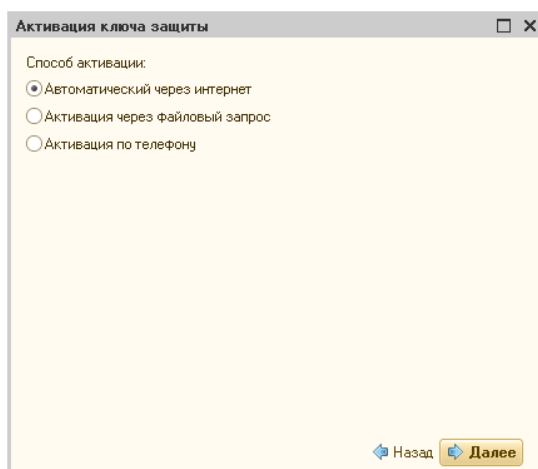 Активация ключа защиты
Способ активации:
Автоматический через интернет
Активация через файловый запрос
Активация по телефону
Назад Далее